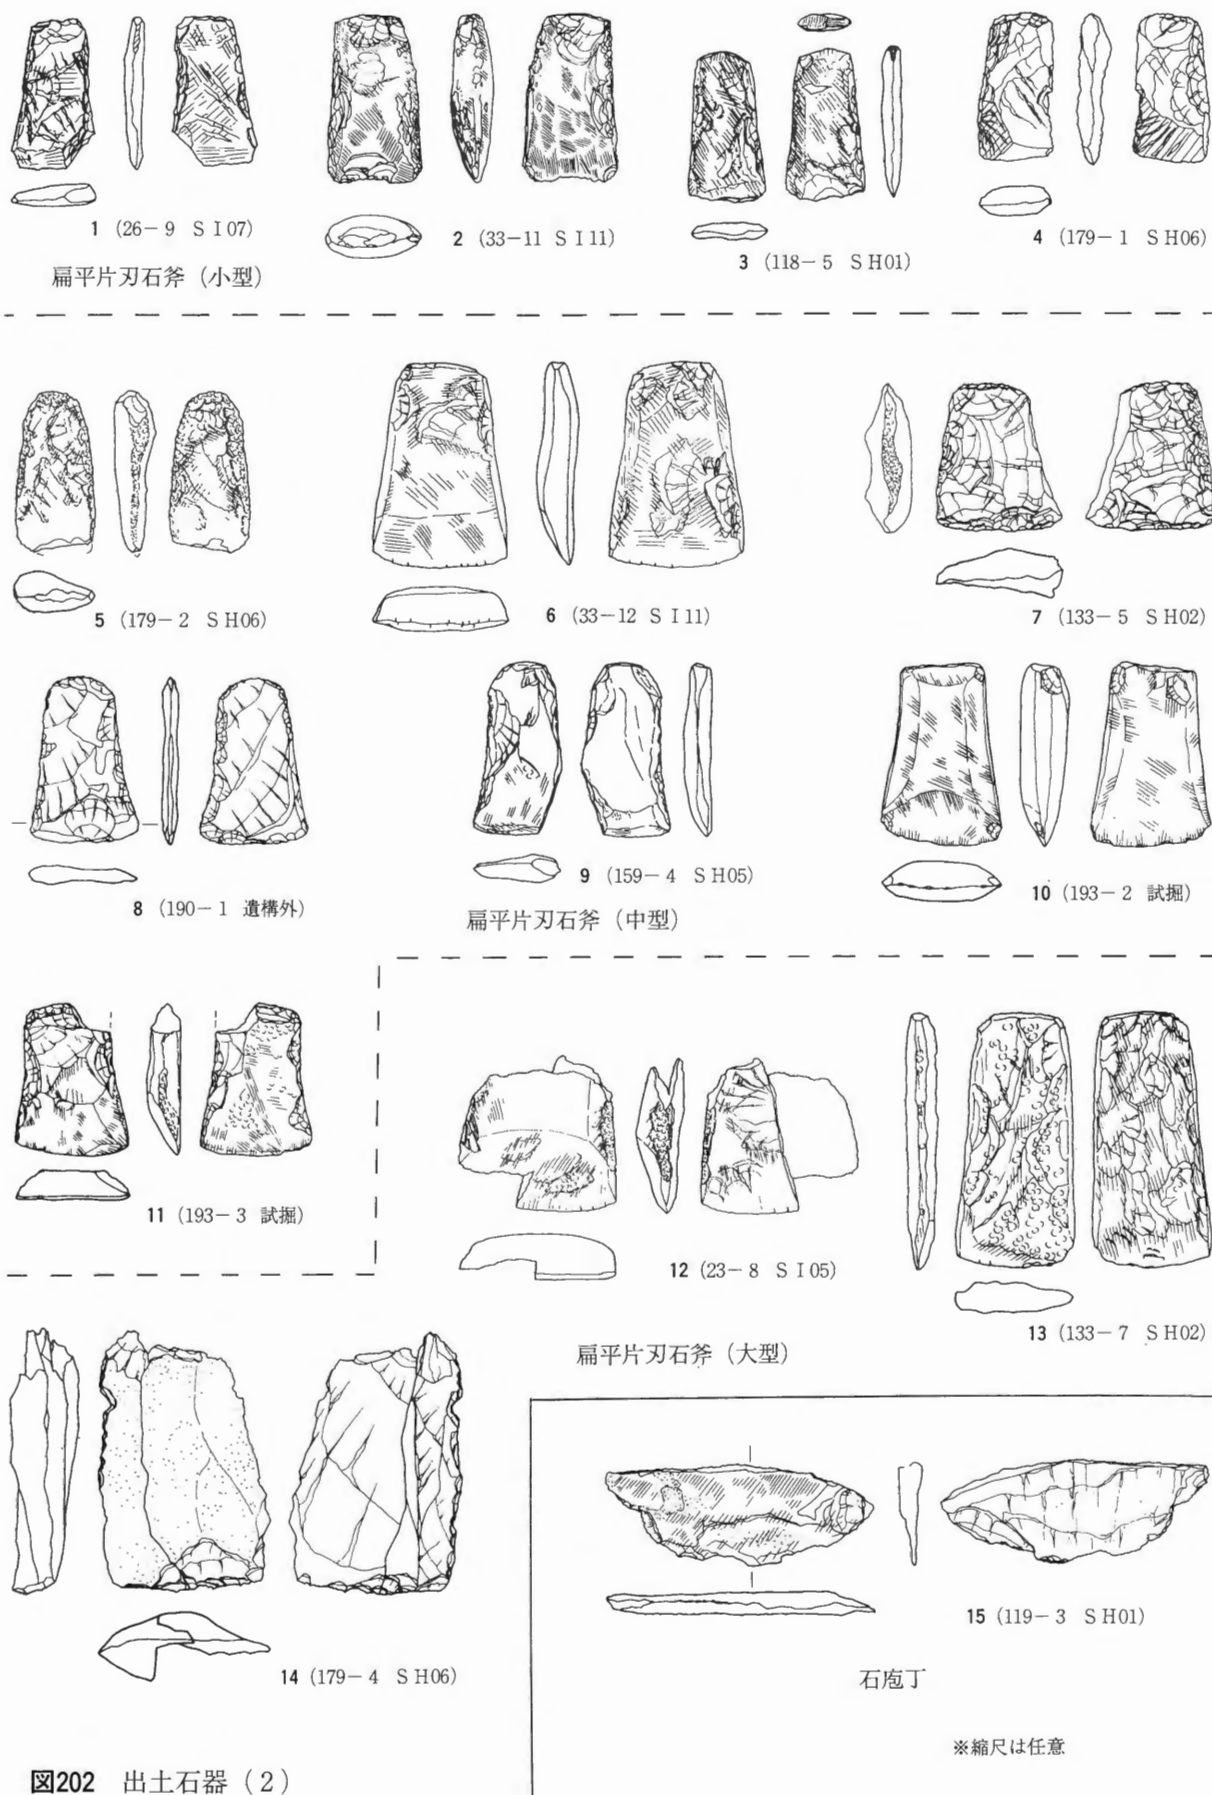 1 (26-9 SI07)
2 (33-11 SI11)
3 (118-5 SH01)
4 (179-1 SH06)
扁平片刃石斧（小型）
5 (179-2 SH06)
6 (33-12 SI11)
7 (133-5 SH02)
8 (190-1 遺構外)
9 (159-4 SH05)
10 (193-2 試掘)
扁平片刃石斧（中型）
11 (193-3 試掘)
12 (23-8 SI05)
13 (133-7 SH02)
扁平片刃石斧（大型）
14 (179-4 SH06)
15 (119-3 SH01)
石庖丁
※縮尺は任意
図202 出土石器（2）